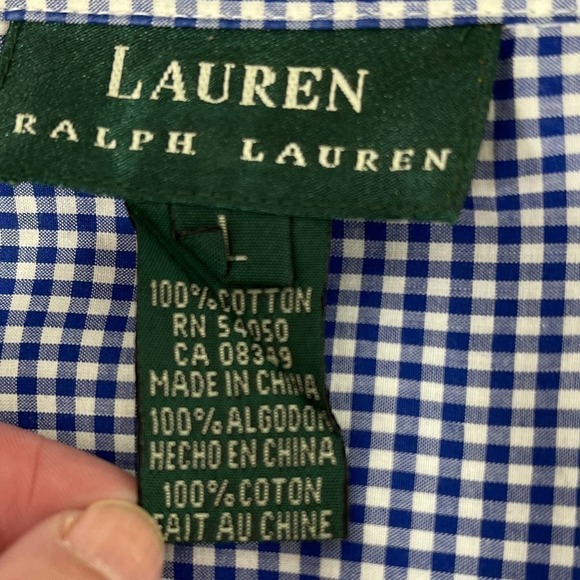 LAUREN
RALPH LAUREN
L
100% COTTON
RN 54050
CA 08349
MADE IN CHINA
100% ALGODON
HECHO EN CHINA
100% COTON
FAIT AU CHINE